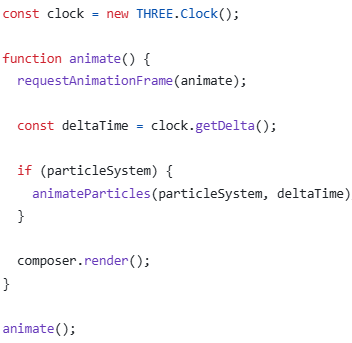 const clock = new THREE.Clock();

function animate() {
  requestAnimationFrame(animate);

  const deltaTime = clock.getDelta();

  if (particleSystem) {
    animateParticles(particleSystem, deltaTime)
  }

  composer.render();
}

animate();